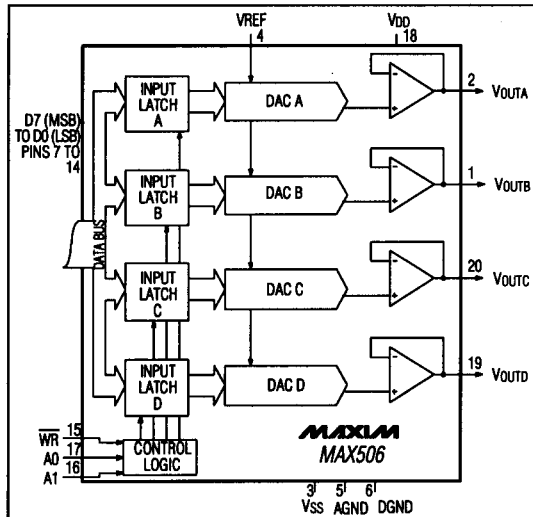 VREF
4
VDD
18
INPUT
LATCH
A
DAC A
2
VOUTA
D7 (MSB)
TO D0 (LSB)
PINS 7 TO
14
INPUT
LATCH
B
DAC B
1
VOUTB
DATA BUS
INPUT
LATCH
C
DAC C
20
VOUTC
INPUT
LATCH
D
DAC D
19
VOUTD
WR 15
A0 17
A1 16
CONTROL
LOGIC
MAXIM
MAX506
3 5 6
VSS AGND DGND